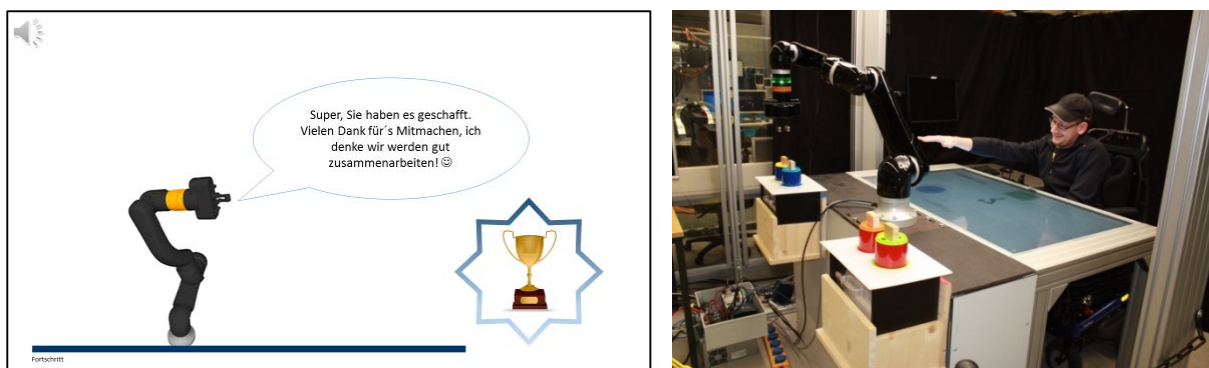 Super, Sie haben es geschafft.
Vielen Dank für´s Mitmachen, ich
denke wir werden gut
zusammenarbeiten! ☺
Fortschritt